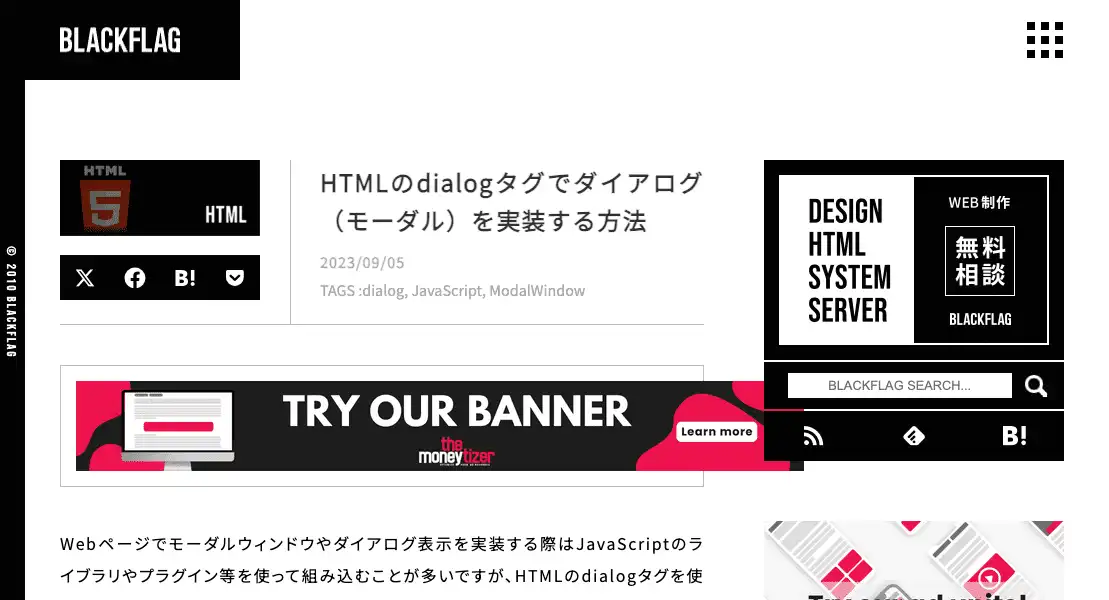 BLACKFLAG
© 2010 BLACKFLAG
HTML
5
HTML
B!
HTMLのdialogタグでダイアログ
（モーダル）を実装する方法
2023/09/05
TAGS :dialog, JavaScript, ModalWindow
TRY OUR BANNER
the
moneytizer
Learn more
Webページでモーダルウィンドウやダイアログ表示を実装する際はJavaScriptのラ
イブラリやプラグイン等を使って組み込むことが多いですが、HTMLのdialogタグを使
DESIGN
HTML
SYSTEM
SERVER
WEB制作
無料
相談
BLACKFLAG
BLACKFLAG SEARCH...
B!